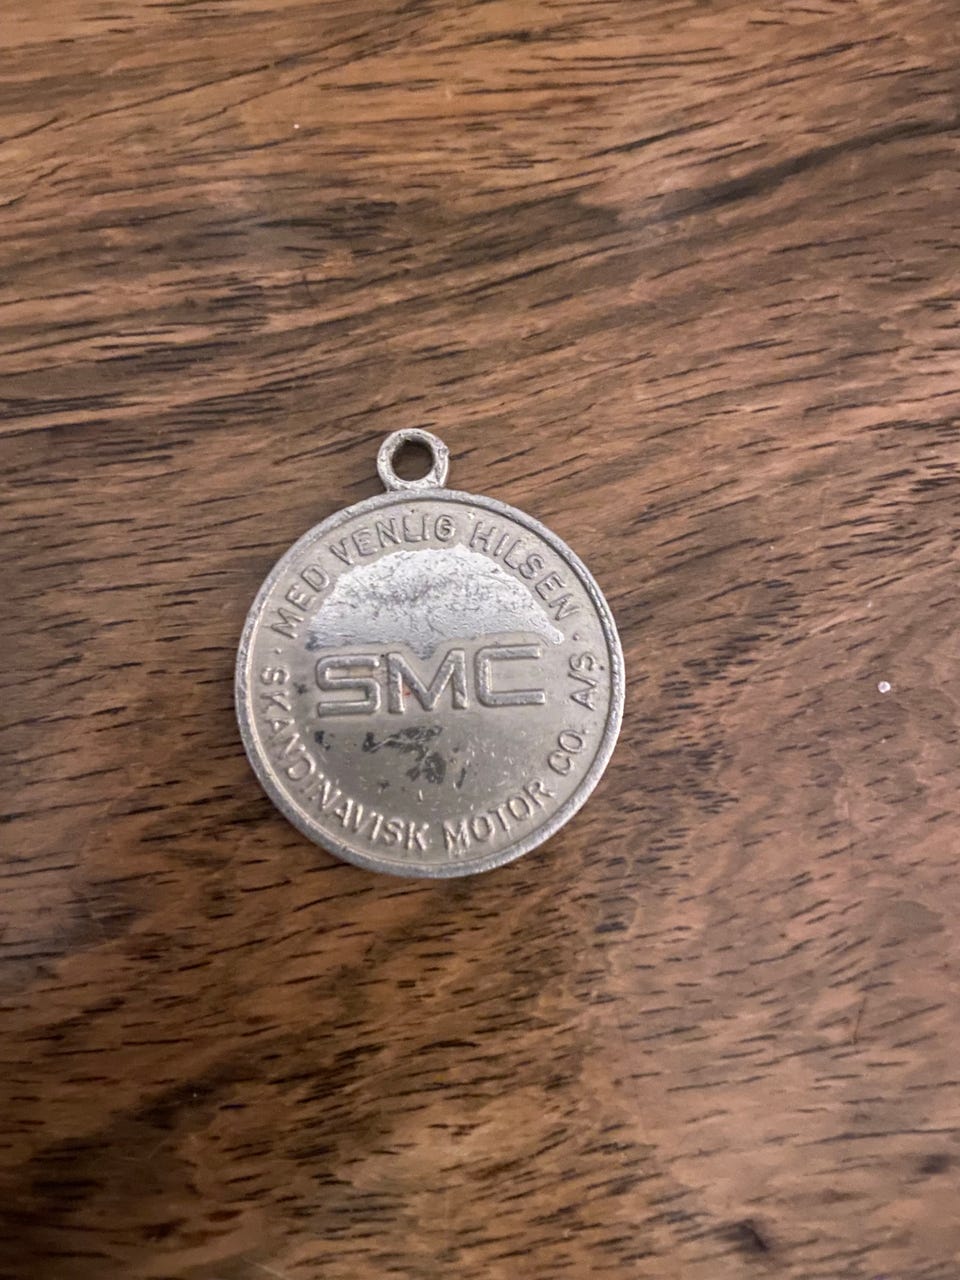 MED VENLIG HILSEN
SMC
SKANDINAVISK MOTOR CO. A/S